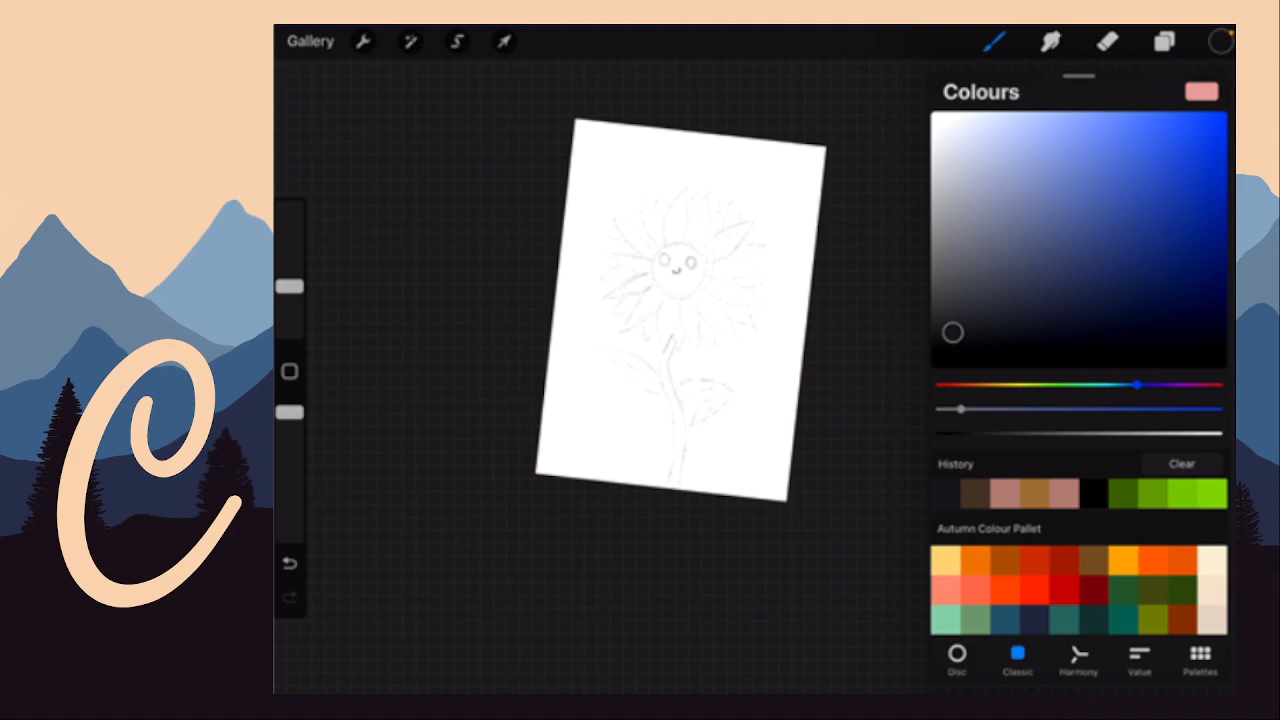 Gallery
Colours
History
Clear
Autumn Colour Pallet
Disc
Classic
Harmony
Value
Palettes
C